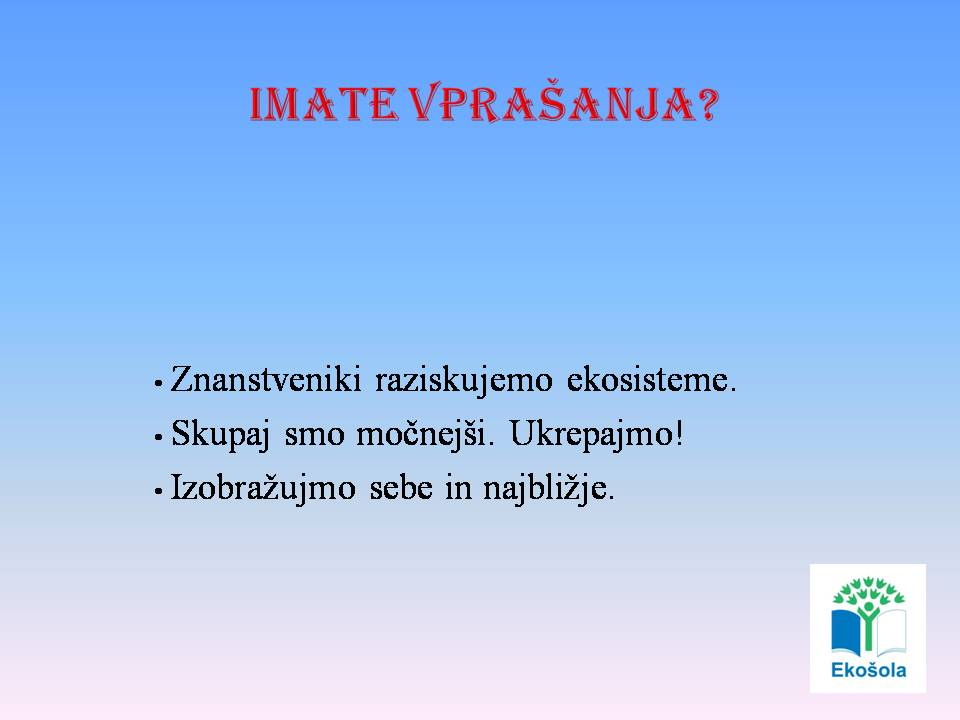 IMATE VPRAŠANJA?
• Znanstveniki raziskujemo ekosisteme.
• Skupaj smo močnejši. Ukrepajmo!
• Izobražujmo sebe in najbližje.
Ekošola